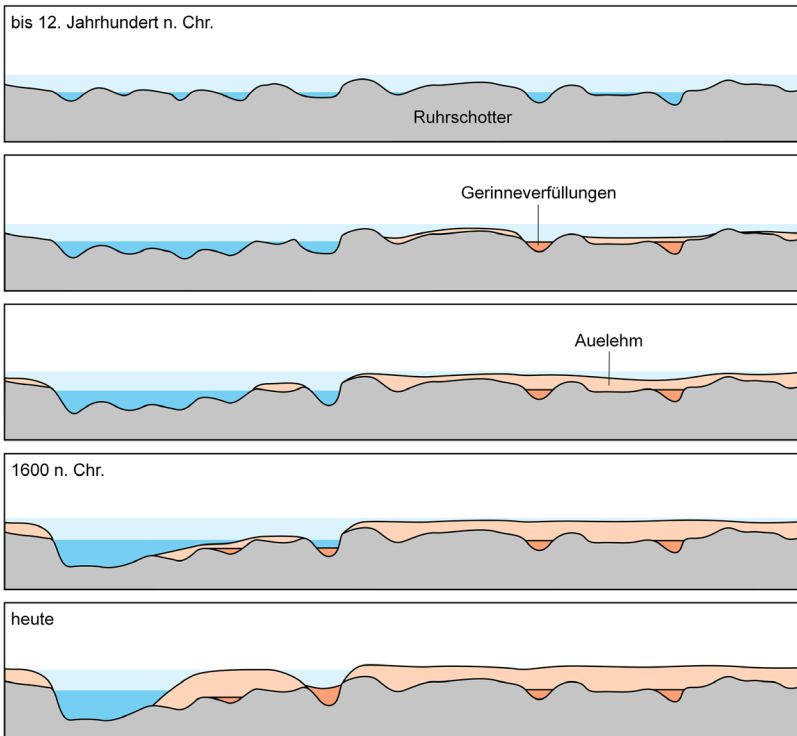 bis 12. Jahrhundert n. Chr.
Ruhrschotter
Gerinneverfüllungen
Auelehm
1600 n. Chr.
heute